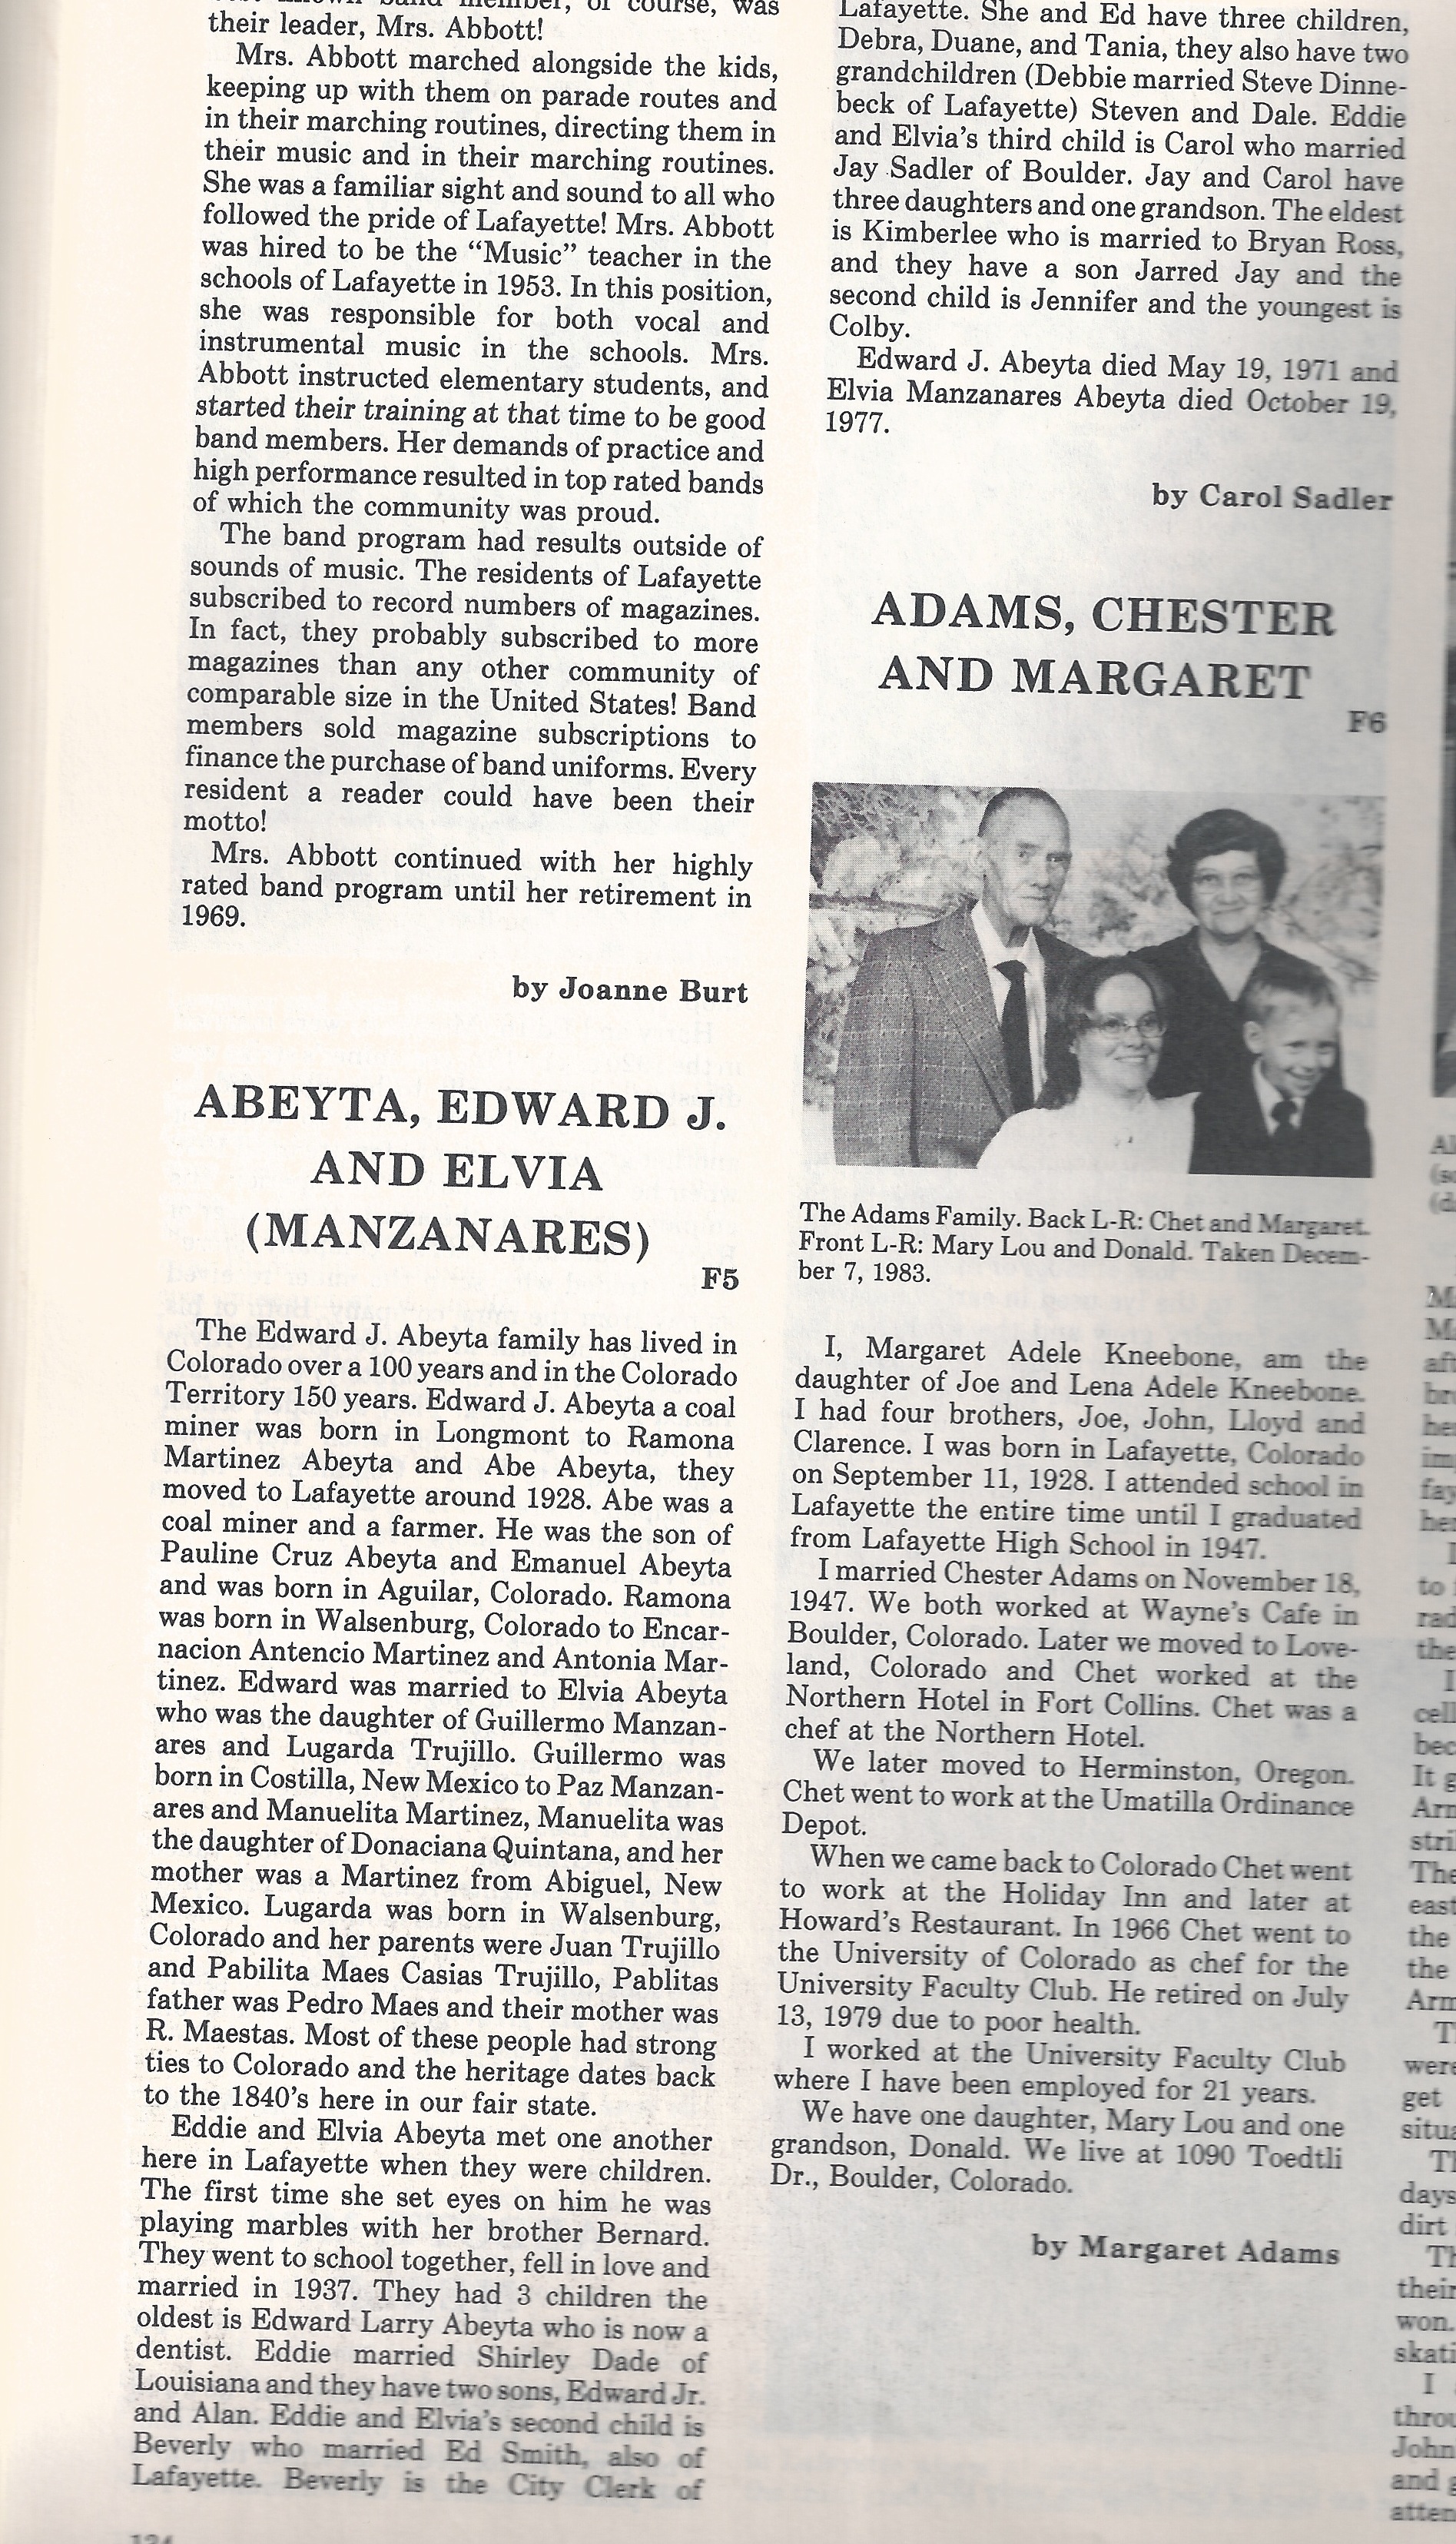 their leader, Mrs. Abbott!
Mrs. Abbott marched alongside the kids,
keeping up with them on parade routes and
in their marching routines, directing them in
their music and in their marching routines.
She was a familiar sight and sound to all who
followed the pride of Lafayette! Mrs. Abbott
was hired to be the “Music” teacher in the
schools of Lafayette in 1953. In this position,
she was responsible for both vocal and
instrumental music in the schools. Mrs.
Abbott instructed elementary students, and
started their training at that time to be good
band members. Her demands of practice and
high performance resulted in top rated bands
of which the community was proud.
The band program had results outside of
sounds of music. The residents of Lafayette
subscribed to record numbers of magazines.
In fact, they probably subscribed to more
magazines than any other community of
comparable size in the United States! Band
members sold magazine subscriptions to
finance the purchase of band uniforms. Every
resident a reader could have been their
motto!
Mrs. Abbott continued with her highly
rated band program until her retirement in
1969.
by Joanne Burt
ABEYTA, EDWARD J.
AND ELVIA
(MANZANARES)
F5
The Edward J. Abeyta family has lived in
Colorado over a 100 years and in the Colorado
Territory 150 years. Edward J. Abeyta a coal
miner was born in Longmont to Ramona
Martinez Abeyta and Abe Abeyta, they
moved to Lafayette around 1928. Abe was a
coal miner and a farmer. He was the son of
Pauline Cruz Abeyta and Emanuel Abeyta
and was born in Aguilar, Colorado. Ramona
was born in Walsenburg, Colorado to Encar-
nacion Antencio Martinez and Antonia Mar-
tinez. Edward was married to Elvia Abeyta
who was the daughter of Guillermo Manzan-
ares and Lugarda Trujillo. Guillermo was
born in Costilla, New Mexico to Paz Manzan-
ares and Manuelita Martinez, Manuelita was
the daughter of Donaciana Quintana, and her
mother was a Martinez from Abiguel, New
Mexico. Lugarda was born in Walsenburg,
Colorado and her parents were Juan Trujillo
and Pabilita Maes Casias Trujillo, Pablitas
father was Pedro Maes and their mother was
R. Maestas. Most of these people had strong
ties to Colorado and the heritage dates back
to the 1840's here in our fair state.
Eddie and Elvia Abeyta met one another
here in Lafayette when they were children.
The first time she set eyes on him he was
playing marbles with her brother Bernard.
They went to school together, fell in love and
married in 1937. They had 3 children the
oldest is Edward Larry Abeyta who is now a
dentist. Eddie married Shirley Dade of
Louisiana and they have two sons, Edward Jr.
and Alan. Eddie and Elvia's second child is
Beverly who married Ed Smith, also of
Lafayette. Beverly is the City Clerk of
Lafayette. She and Ed have three children,
Debra, Duane, and Tania, they also have two
grandchildren (Debbie married Steve Dinne-
beck of Lafayette) Steven and Dale. Eddie
and Elvia's third child is Carol who married
Jay Sadler of Boulder. Jay and Carol have
three daughters and one grandson. The eldest
is Kimberlee who is married to Bryan Ross,
and they have a son Jarred Jay and the
second child is Jennifer and the youngest is
Colby.
Edward J. Abeyta died May 19, 1971 and
Elvia Manzanares Abeyta died October 19,
1977.
by Carol Sadler
ADAMS, CHESTER
AND MARGARET
F6
The Adams Family. Back L-R: Chet and Margaret.
Front L-R: Mary Lou and Donald. Taken Decem-
ber 7, 1983.
I, Margaret Adele Kneebone, am the
daughter of Joe and Lena Adele Kneebone.
I had four brothers, Joe, John, Lloyd and
Clarence. I was born in Lafayette, Colorado
on September 11, 1928. I attended school in
Lafayette the entire time until I graduated
from Lafayette High School in 1947.
I married Chester Adams on November 18,
1947. We both worked at Wayne's Cafe in
Boulder, Colorado. Later we moved to Love-
land, Colorado and Chet worked at the
Northern Hotel in Fort Collins. Chet was a
chef at the Northern Hotel.
We later moved to Herminston, Oregon.
Chet went to work at the Umatilla Ordinance
Depot.
When we came back to Colorado Chet went
to work at the Holiday Inn and later at
Howard's Restaurant. In 1966 Chet went to
the University of Colorado as chef for the
University Faculty Club. He retired on July
13, 1979 due to poor health.
I worked at the University Faculty Club
where I have been employed for 21 years.
We have one daughter, Mary Lou and one
grandson, Donald. We live at 1090 Toedtli
Dr., Boulder, Colorado.
by Margaret Adams